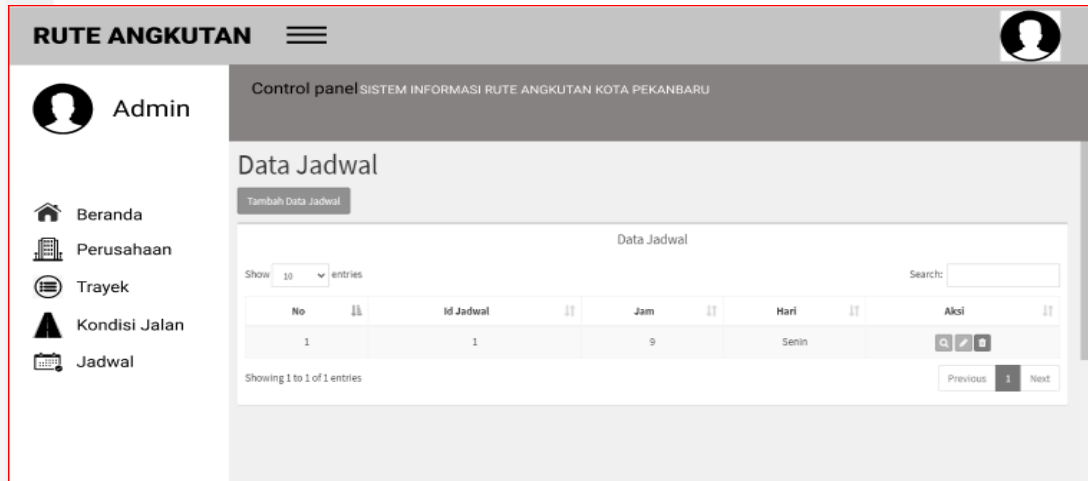 RUTE ANGKUTAN
Admin
Control panel SISTEM INFORMASI RUTE ANGKUTAN KOTA PEKANBARU
Beranda
Perusahaan
Trayek
Kondisi Jalan
Jadwal
Data Jadwal
Tambah Data Jadwal
Data Jadwal
Show 10 entries Search:
No Id Jadwal Jam Hari Aksi
1 1 9 Senin
Showing 1 to 1 of 1 entries Previous 1 Next